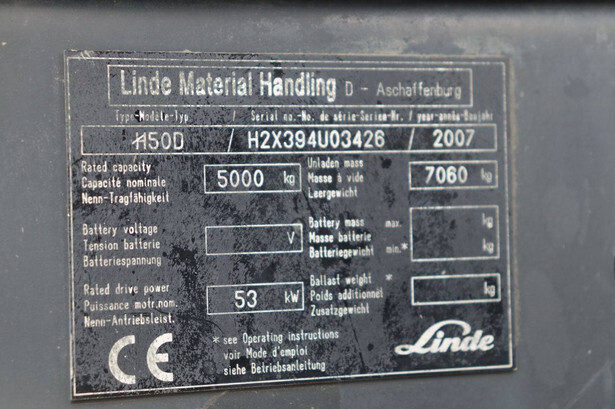 Linde Material Handling D - Aschaffenburg
Type-Modèle-Typ / Serial no.-No. de série-Serien-Nr. / year-année-Baujahr
H50D / H2X394U03426 / 2007
Rated capacity
Capacité nominale
Nenn-Tragfähigkeit
5000 kg
Unladen mass
Masse à vide
Leergewicht
7060 kg
Battery voltage
Tension batterie
Batteriespannung
V
Battery mass max. kg
Masse batterie
Batteriegewicht min.* kg
Rated drive power
Puissance motr.nom.
Nenn-Antriebsleist.
53 kW
Ballast weight *
Poids additionnel
Zusatzgewicht
kg
CE
* see Operating instructions
voir Mode d'emploi
siehe Betriebsanleitung
Linde